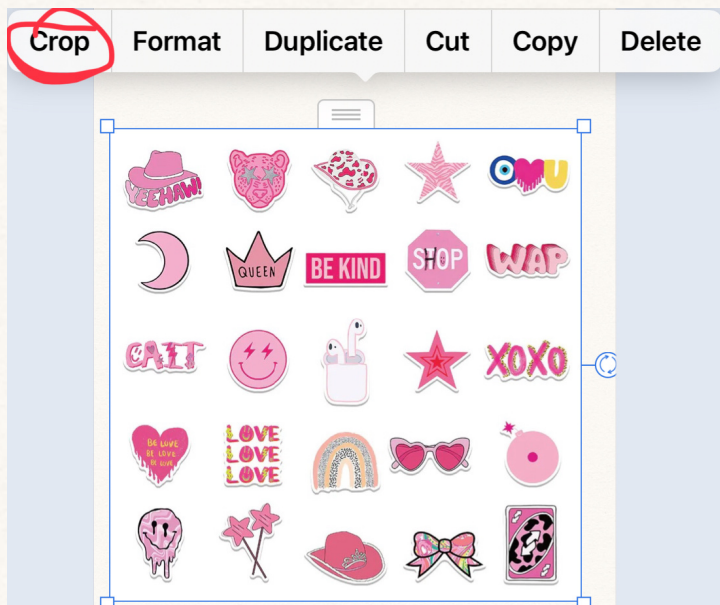 Crop Format Duplicate Cut Copy Delete
YEEHAW!
U
QUEEN
BE KIND
SHOP
WAP
CAIT
XOXO
BE LOVE
BE LOVE
BE LOVE
LOVE
LOVE
LOVE